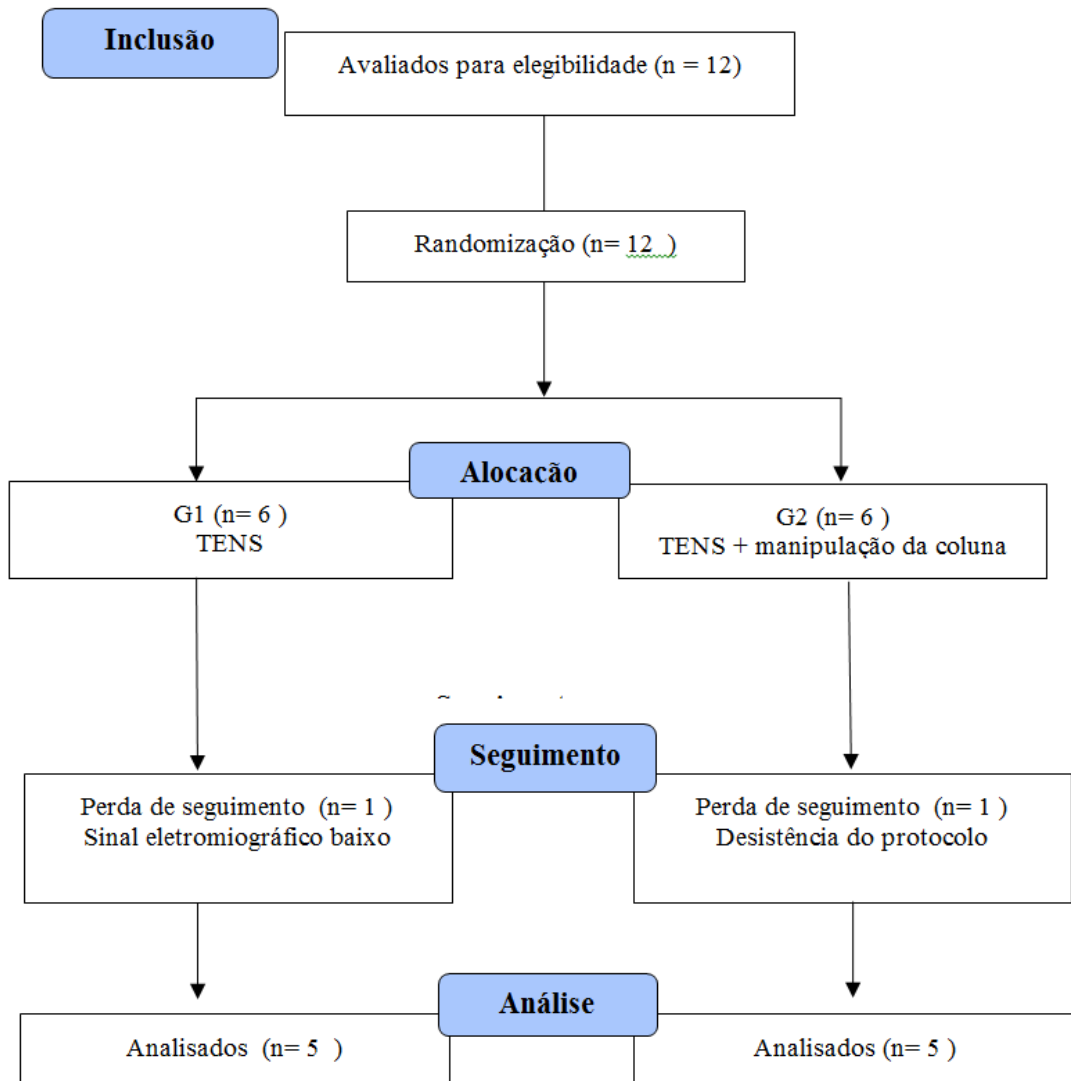 Inclusão
Avaliados para elegibilidade (n = 12)
Randomização (n= 12 )
Alocação
G1 (n= 6 )
TENS
G2 (n= 6 )
TENS + manipulação da coluna
Seguimento
Perda de seguimento (n= 1 )
Sinal eletromiográfico baixo
Perda de seguimento (n= 1 )
Desistência do protocolo
Análise
Analisados (n= 5 )
Analisados (n= 5 )